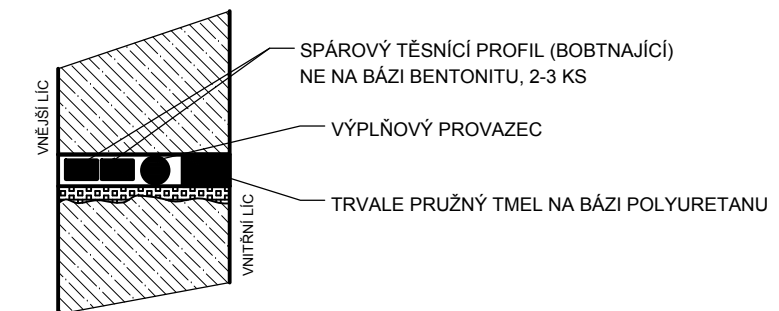 SPÁROVÝ TĚSNÍCÍ PROFIL (BOBTNAJÍCÍ)
NE NA BÁZI BENTONITU, 2-3 KS
VNĚJŠÍ LÍC
VÝPLŇOVÝ PROVAZEC
TRVALE PRUŽNÝ TMEL NA BÁZI POLYURETANU
VNITŘNÍ LÍC